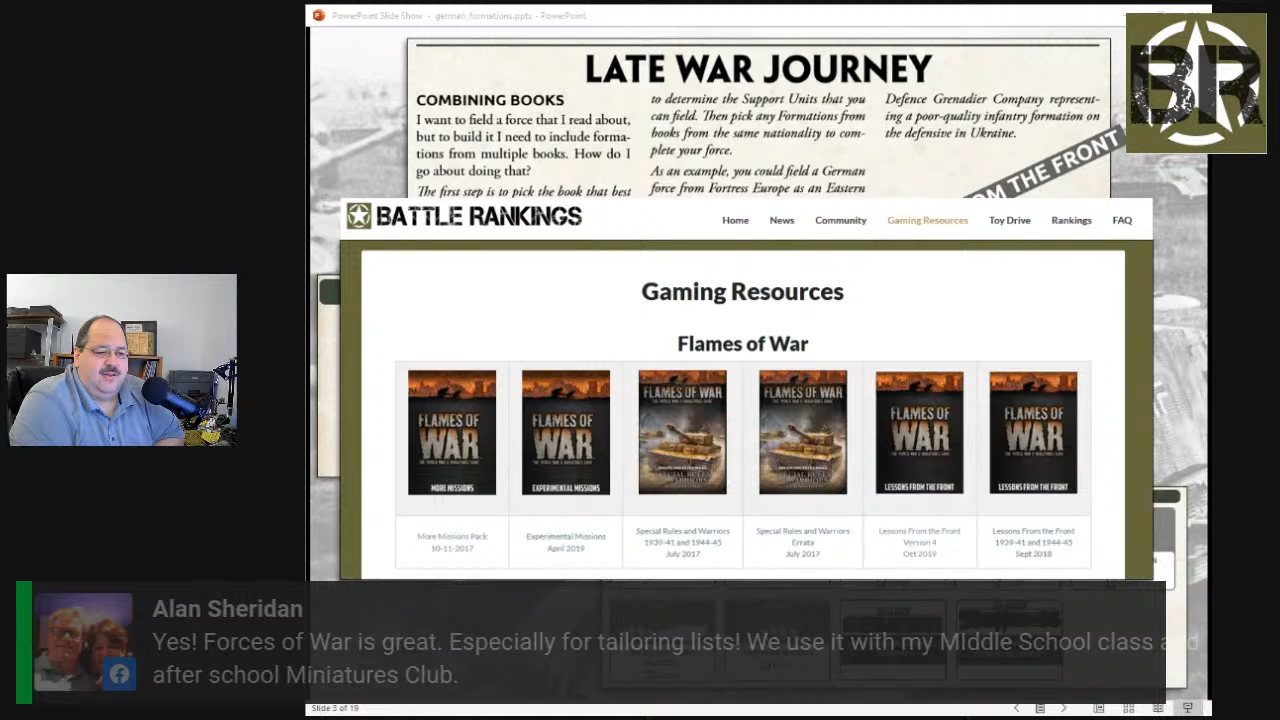 PowerPoint Slide Show - german_formations.pptx - PowerPoint
BR
LATE WAR JOURNEY
COMBINING BOOKS
I want to field a force that I read about,
but to build it I need to include forma-
tions from multiple books. How do I
go about doing that?
The first step is to pick the book that best
to determine the Support Units that you
can field. Then pick any Formations from
books from the same nationality to com-
plete your force.
As an example, you could field a German
force from Fortress Europe as an Eastern
Defence Grenadier Company represent-
ing a poor-quality infantry formation on
the defensive in Ukraine.
OM THE FRONT
BATTLE RANKINGS
Home News Community Gaming Resources Toy Drive Rankings FAQ
Gaming Resources
Flames of War
FLAMES OF WAR
MORE MISSIONS
FLAMES OF WAR
EXPERIMENTAL MISSIONS
FLAMES OF WAR
FLAMES OF WAR
FLAMES OF WAR
LESSONS FROM THE FRONT
FLAMES OF WAR
LESSONS FROM THE FRONT
More Missions Pack
10-11-2017
Experimental Missions
April 2019
Special Rules and Warriors
1939-41 and 1944-45
July 2017
Special Rules and Warriors
Errata
July 2017
Lessons From the Front
Version 4
Oct 2019
Lessons From the Front
1939-41 and 1944-45
Sept 2018
Alan Sheridan
Yes! Forces of War is great. Especially for tailoring lists! We use it with my MIddle School class and
after school Miniatures Club.
Slide 3 of 19